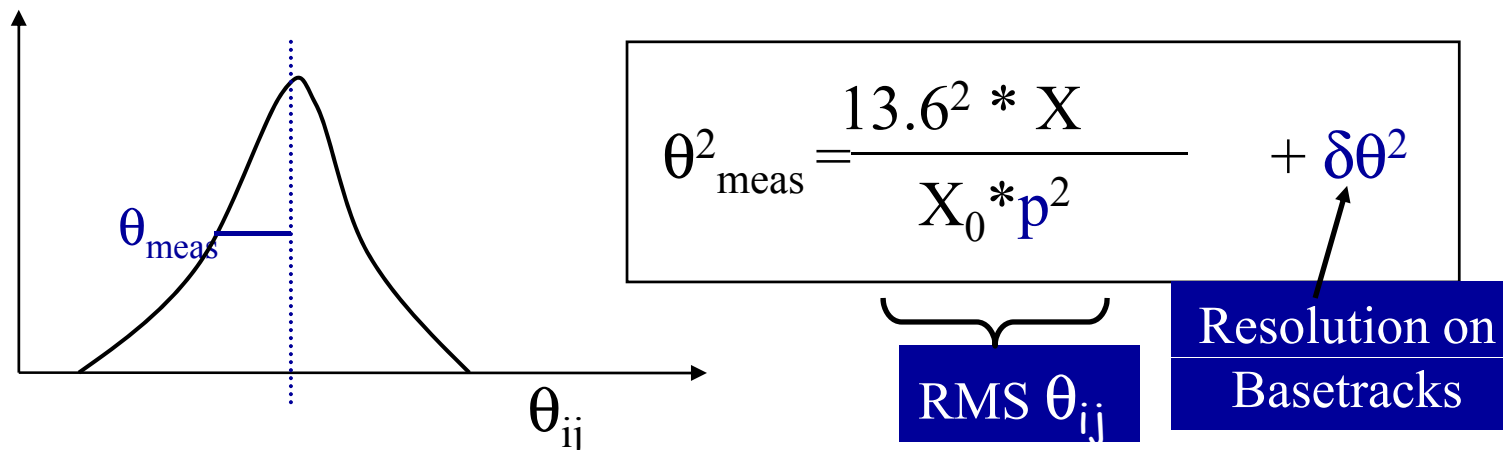 θmeas
θij
13.6² * X
θ²meas = + δθ²
X₀*p²
RMS θij
Resolution on
Basetracks